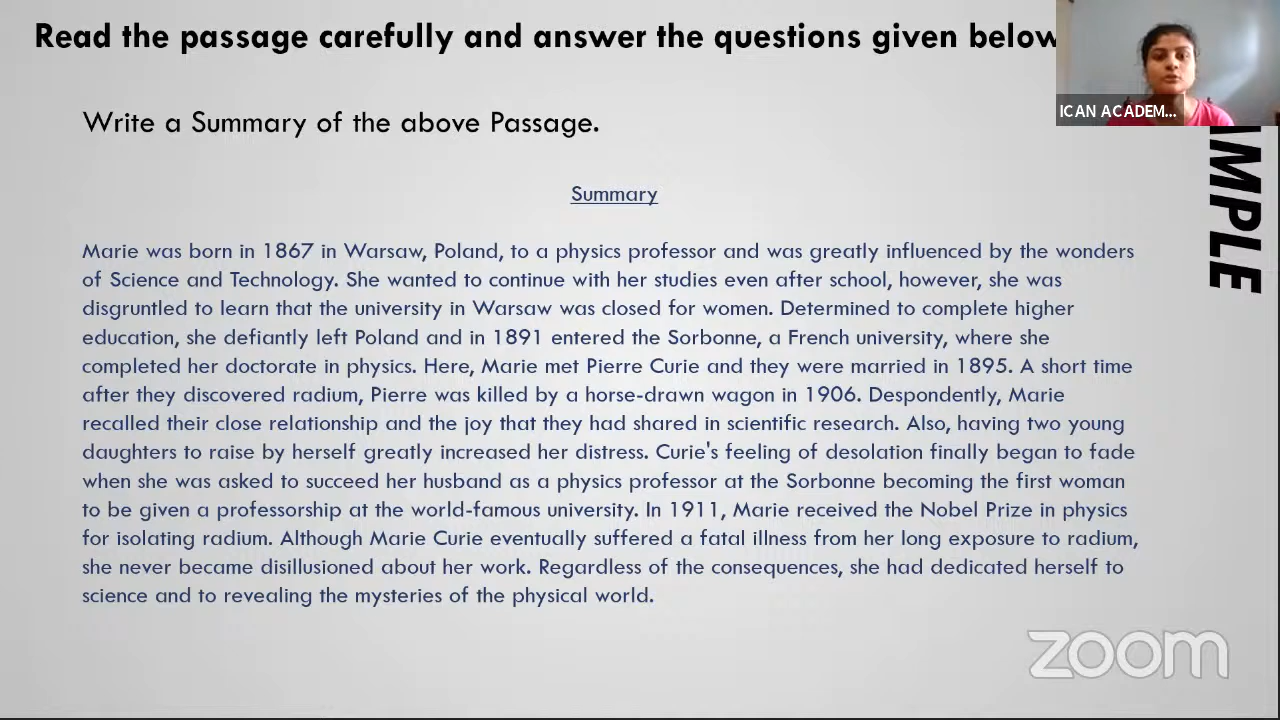 Read the passage carefully and answer the questions given below
ICAN ACADEM...
Write a Summary of the above Passage.
AMPLE
Summary
Marie was born in 1867 in Warsaw, Poland, to a physics professor and was greatly influenced by the wonders
of Science and Technology. She wanted to continue with her studies even after school, however, she was
disgruntled to learn that the university in Warsaw was closed for women. Determined to complete higher
education, she defiantly left Poland and in 1891 entered the Sorbonne, a French university, where she
completed her doctorate in physics. Here, Marie met Pierre Curie and they were married in 1895. A short time
after they discovered radium, Pierre was killed by a horse-drawn wagon in 1906. Despondently, Marie
recalled their close relationship and the joy that they had shared in scientific research. Also, having two young
daughters to raise by herself greatly increased her distress. Curie's feeling of desolation finally began to fade
when she was asked to succeed her husband as a physics professor at the Sorbonne becoming the first woman
to be given a professorship at the world-famous university. In 1911, Marie received the Nobel Prize in physics
for isolating radium. Although Marie Curie eventually suffered a fatal illness from her long exposure to radium,
she never became disillusioned about her work. Regardless of the consequences, she had dedicated herself to
science and to revealing the mysteries of the physical world.
zoom